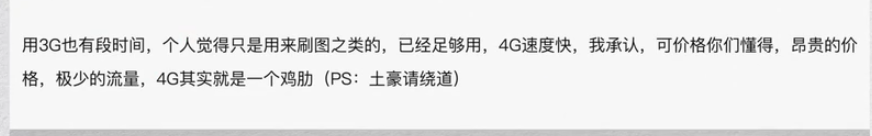 用3G也有段时间，个人觉得只是用来刷图之类的，已经足够用，4G速度快，我承认，可价格你们懂得，昂贵的价
格，极少的流量，4G其实就是一个鸡肋（PS：土豪请绕道）